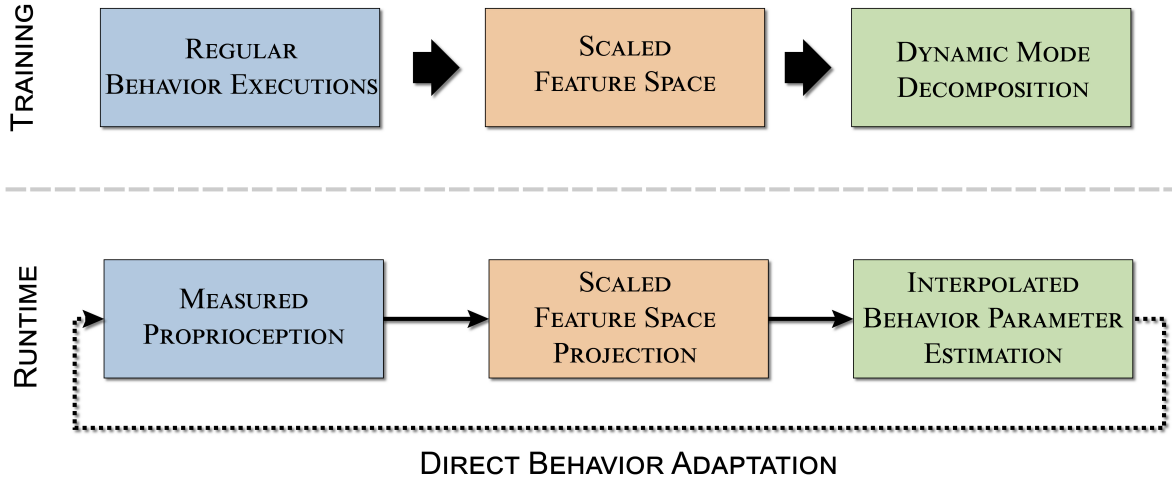 TRAINING
REGULAR
BEHAVIOR EXECUTIONS
SCALED
FEATURE SPACE
DYNAMIC MODE
DECOMPOSITION
RUNTIME
MEASURED
PROPRIOCEPTION
SCALED
FEATURE SPACE
PROJECTION
INTERPOLATED
BEHAVIOR PARAMETER
ESTIMATION
DIRECT BEHAVIOR ADAPTATION